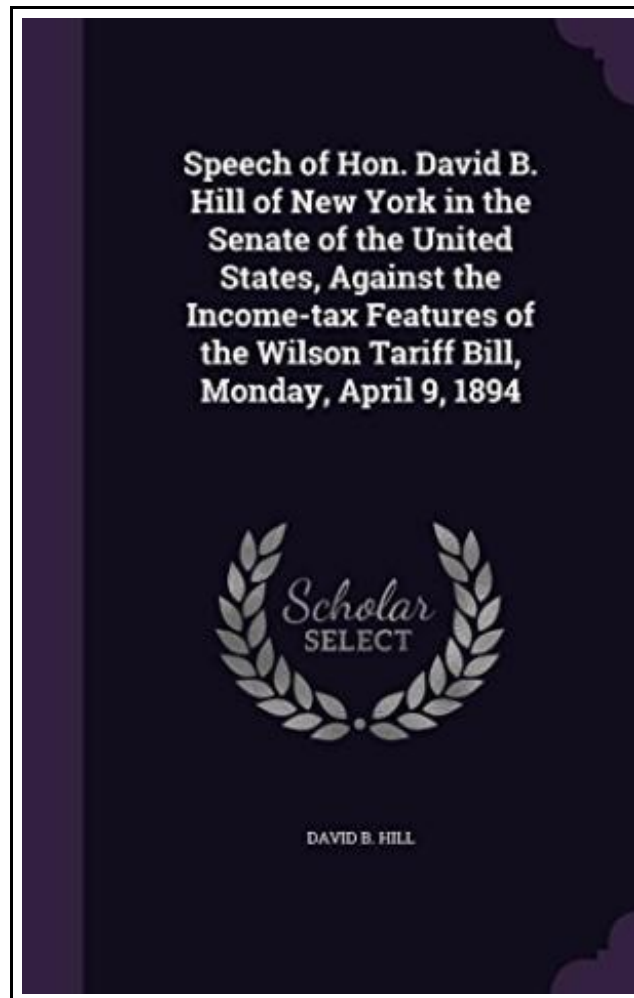 Speech of Hon. David B.
Hill of New York in the
Senate of the United
States, Against the
Income-tax Features of
the Wilson Tariff Bill,
Monday, April 9, 1894
Scholar
SELECT
DAVID B. HILL